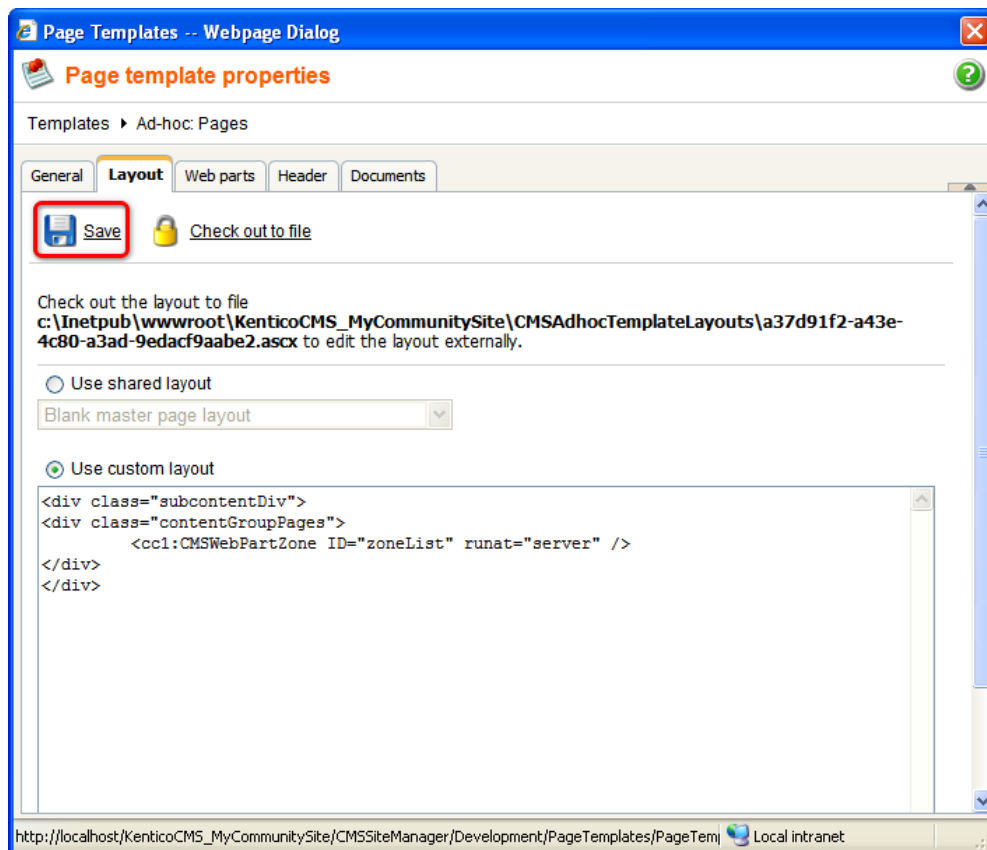 Page Templates -- Webpage Dialog
Page template properties
Templates ▸ Ad-hoc: Pages
General Layout Web parts Header Documents
Save Check out to file
Check out the layout to file
c:\Inetpub\wwwroot\KenticoCMS_MyCommunitySite\CMSAdhocTemplateLayouts\a37d91f2-a43e-
4c80-a3ad-9edacf9aabe2.ascx to edit the layout externally.
Use shared layout
Blank master page layout
Use custom layout
<div class="subcontentDiv">
<div class="contentGroupPages">
<cc1:CMSWebPartZone ID="zoneList" runat="server" />
</div>
</div>
http://localhost/KenticoCMS_MyCommunitySite/CMSSiteManager/Development/PageTemplates/PageTemp Local intranet